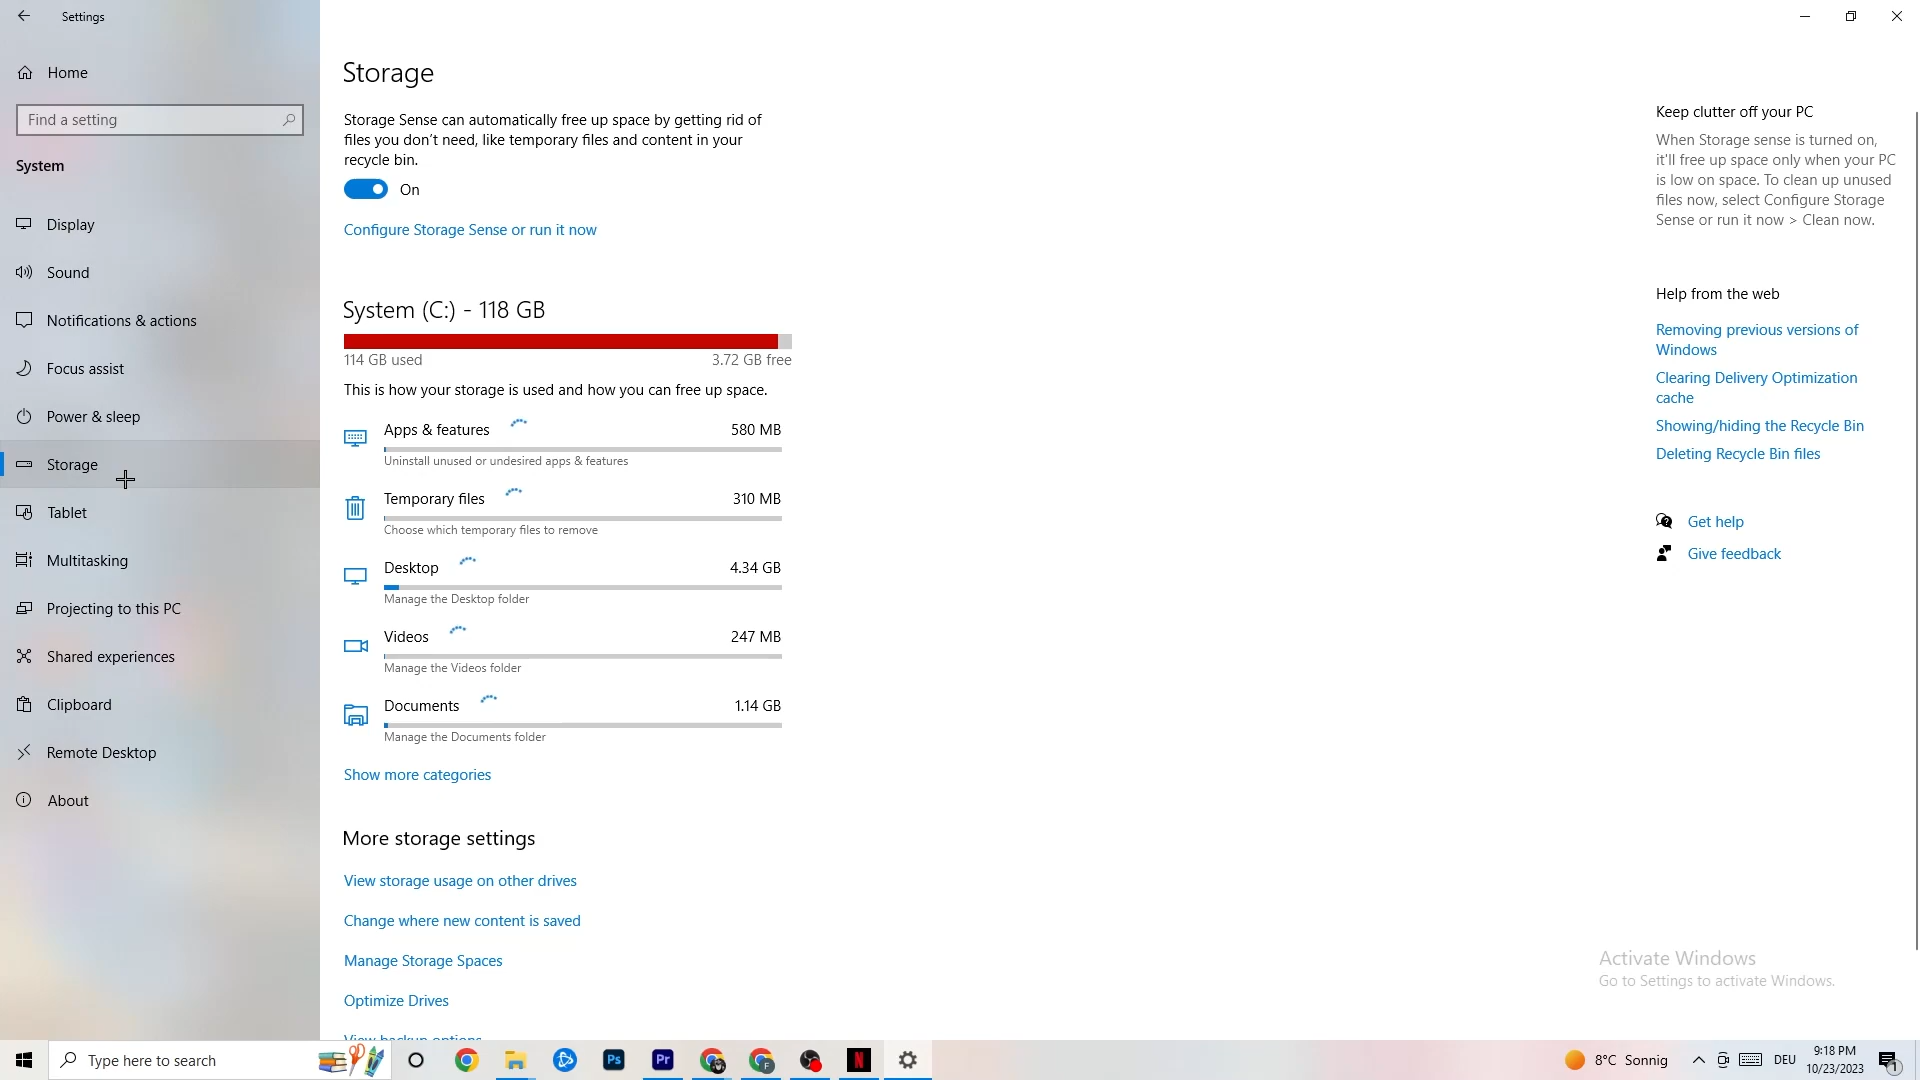 Settings
Home
Find a setting
System
Display
Sound
Notifications & actions
Focus assist
Power & sleep
Storage
Tablet
Multitasking
Projecting to this PC
Shared experiences
Clipboard
Remote Desktop
About
Storage
Storage Sense can automatically free up space by getting rid of
files you don't need, like temporary files and content in your
recycle bin.
On
Configure Storage Sense or run it now
System (C:) - 118 GB
114 GB used 3.72 GB free
This is how your storage is used and how you can free up space.
Apps & features 580 MB
Uninstall unused or undesired apps & features
Temporary files 310 MB
Choose which temporary files to remove
Desktop 4.34 GB
Manage the Desktop folder
Videos 247 MB
Manage the Videos folder
Documents 1.14 GB
Manage the Documents folder
Show more categories
More storage settings
View storage usage on other drives
Change where new content is saved
Manage Storage Spaces
Optimize Drives
View backup options
Keep clutter off your PC
When Storage sense is turned on,
it'll free up space only when your PC
is low on space. To clean up unused
files now, select Configure Storage
Sense or run it now > Clean now.
Help from the web
Removing previous versions of
Windows
Clearing Delivery Optimization
cache
Showing/hiding the Recycle Bin
Deleting Recycle Bin files
Get help
Give feedback
Activate Windows
Go to Settings to activate Windows.
Type here to search
Ps
Pr
F
N
8°C Sonnig
DEU
9:18 PM
10/23/2023
1